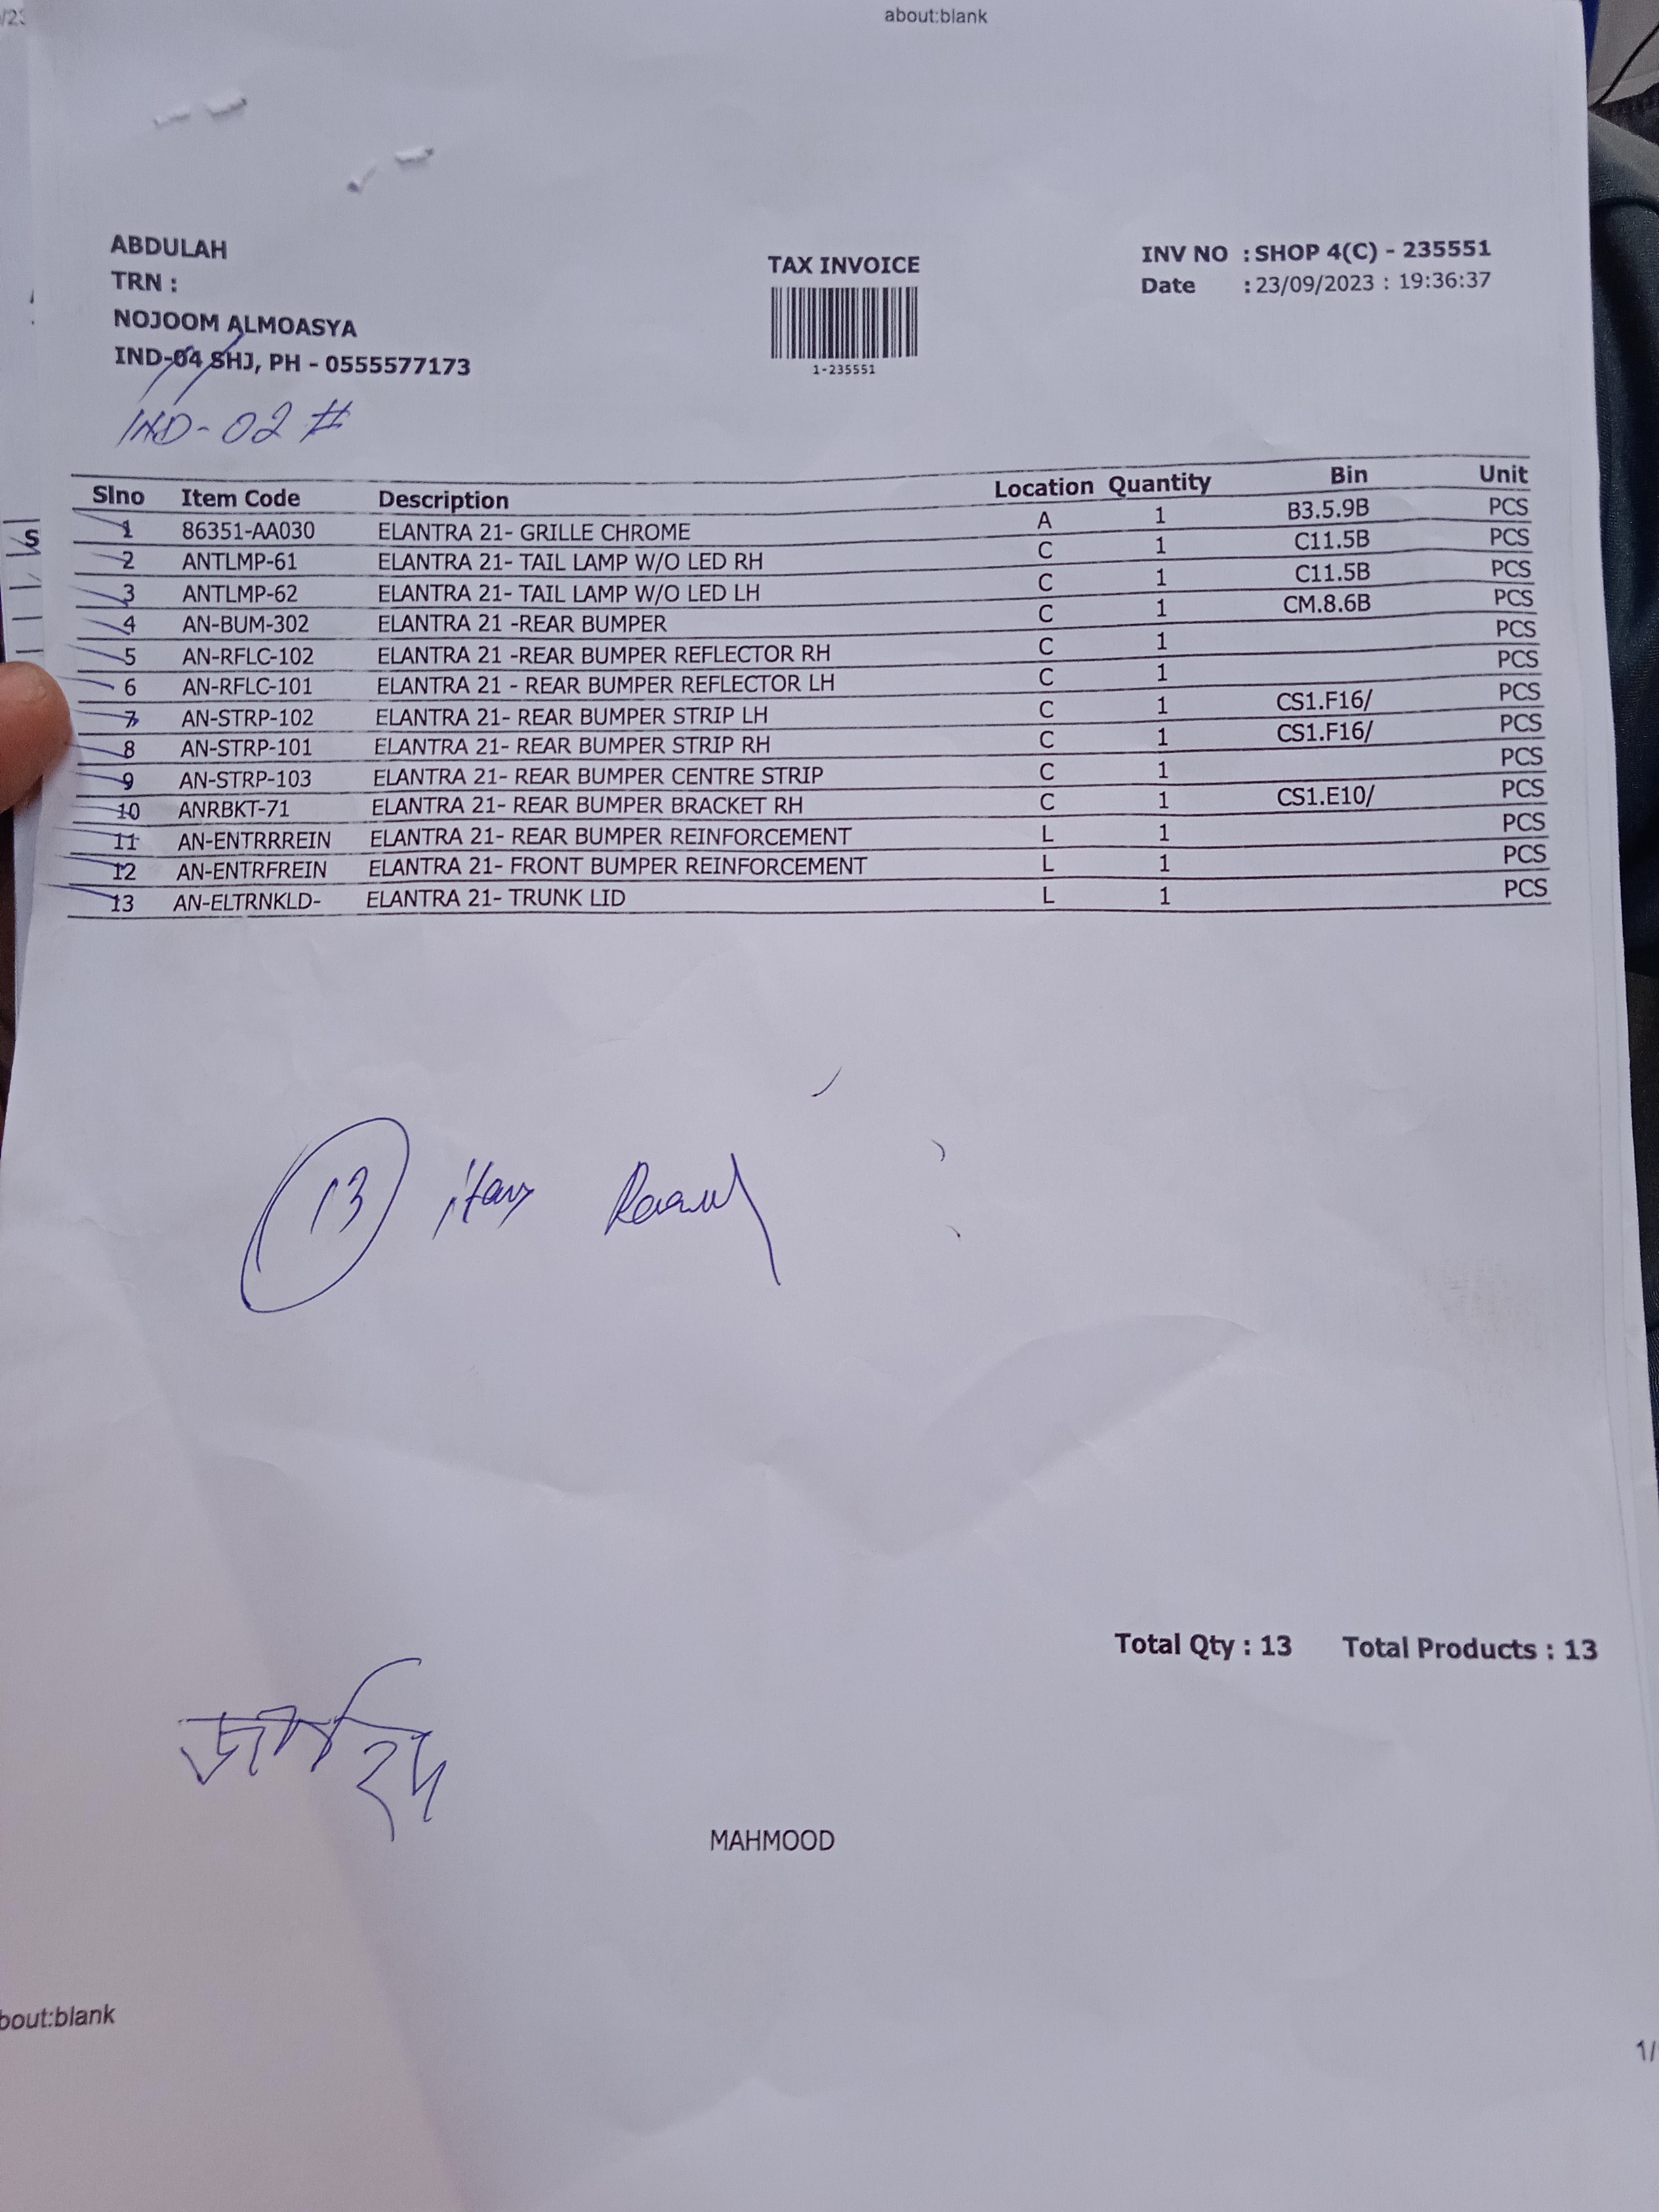 about:blank
ABDULAH
TRN :
NOJOOM ALMOASYA
IND-04 SHJ, PH - 0555577173
IND-02 #
TAX INVOICE
1-235551
INV NO : SHOP 4(C) - 235551
Date : 23/09/2023 : 19:36:37
Slno Item Code Description Location Quantity Bin Unit
1 86351-AA030 ELANTRA 21- GRILLE CHROME A 1 B3.5.9B PCS
2 ANTLMP-61 ELANTRA 21- TAIL LAMP W/O LED RH C 1 C11.5B PCS
3 ANTLMP-62 ELANTRA 21- TAIL LAMP W/O LED LH C 1 C11.5B PCS
4 AN-BUM-302 ELANTRA 21 -REAR BUMPER C 1 CM.8.6B PCS
5 AN-RFLC-102 ELANTRA 21 -REAR BUMPER REFLECTOR RH C 1 PCS
6 AN-RFLC-101 ELANTRA 21 - REAR BUMPER REFLECTOR LH C 1 PCS
7 AN-STRP-102 ELANTRA 21- REAR BUMPER STRIP LH C 1 CS1.F16/ PCS
8 AN-STRP-101 ELANTRA 21- REAR BUMPER STRIP RH C 1 CS1.F16/ PCS
9 AN-STRP-103 ELANTRA 21- REAR BUMPER CENTRE STRIP C 1 PCS
10 ANRBKT-71 ELANTRA 21- REAR BUMPER BRACKET RH C 1 CS1.E10/ PCS
11 AN-ENTRRREIN ELANTRA 21- REAR BUMPER REINFORCEMENT L 1 PCS
12 AN-ENTRFREIN ELANTRA 21- FRONT BUMPER REINFORCEMENT L 1 PCS
13 AN-ELTRNKLD- ELANTRA 21- TRUNK LID L 1 PCS
13
Total Qty : 13 Total Products : 13
MAHMOOD
bout:blank
1/